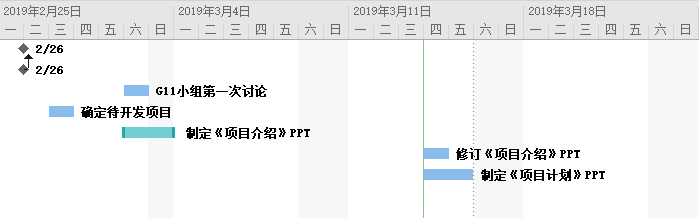 2019年2月25日 2019年3月4日 2019年3月11日 2019年3月18日
一 二 三 四 五 六 日 一 二 三 四 五 六 日 一 二 三 四 五 六 日 一 二 三 四 五 六 日
2/26
2/26
G11小组第一次讨论
确定待开发项目
制定《项目介绍》PPT
修订《项目介绍》PPT
制定《项目计划》PPT